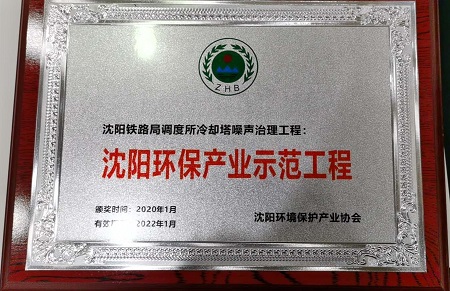 ZHB
沈阳铁路局调度所冷却塔噪声治理工程：
沈阳环保产业示范工程
颁奖时间：2020年1月
有效 2022年1月
沈阳环境保护产业协会